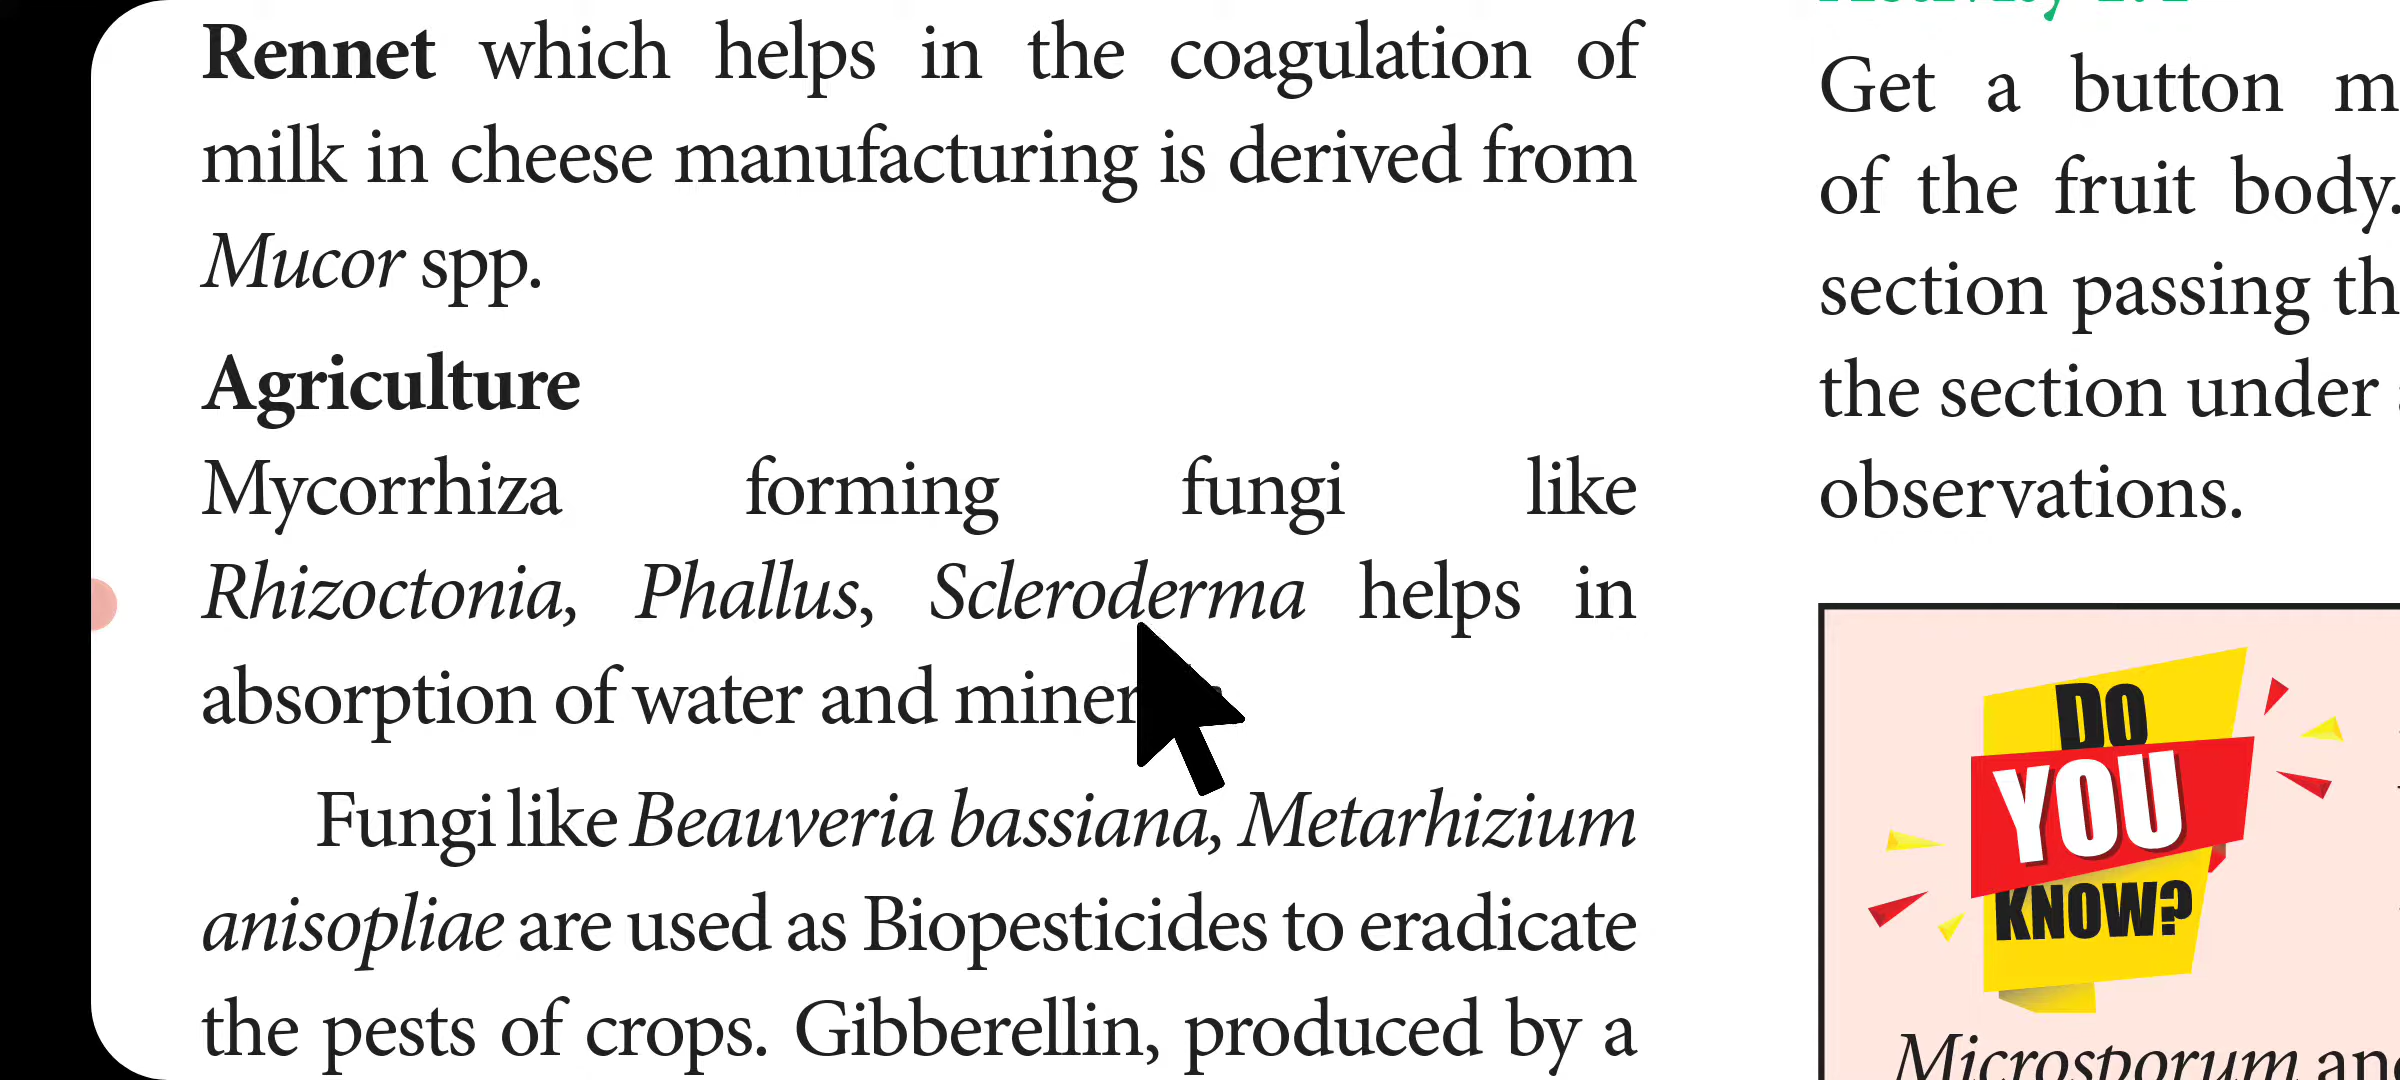 Rennet which helps in the coagulation of
milk in cheese manufacturing is derived from
Mucor spp.
Agriculture
Mycorrhiza forming fungi like
Rhizoctonia, Phallus, Scleroderma helps in
absorption of water and
Fungi like Beauveria bassiana, Metarhizium
anisopliae are used as Biopesticides to eradicate
the pests of crops. Gibberellin, produced by a
Get a button
of the fruit body.
section passing
the section under
observations.
DO
YOU
KNOW?
Microsporum